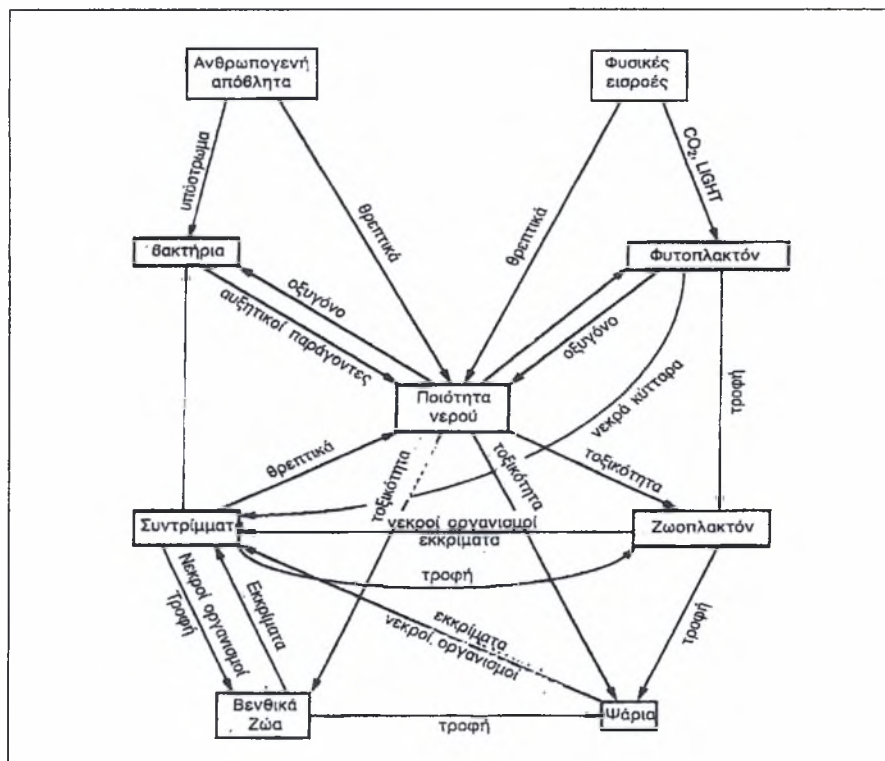 Ανθρωπογενή
απόβλητα
Φυσικές
εισροές
υπόστρωμα
θρεπτικά
θρεπτικά
CO₂, LIGHT
βακτήρια
Φυτοπλακτόν
οξυγόνο
αυξητικοί παράγοντες
οξυγόνο
Ποιότητα
νερού
νεκρά κύτταρα
τροφή
θρεπτικά
τοξικότητα
τοξικότητα
τοξικότητα
Συντρίμματ
νεκροί οργανισμοί
εκκρίματα
Ζωοπλακτόν
τροφή
Νεκροί οργανισμοί
Τροφή
Εκκρίματα
εκκρίματα
νεκροί οργανισμοί
τροφή
Βενθικά
Ζώα
τροφή
Ψάρια